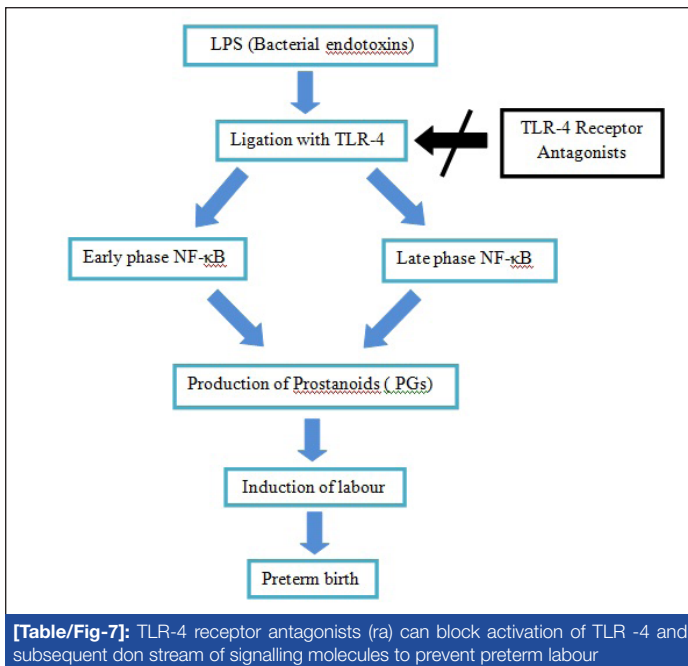 LPS (Bacterial endotoxins)
Ligation with TLR-4
TLR-4 Receptor
Antagonists
Early phase NF-κB
Late phase NF-κB
Production of Prostanoids ( PGs)
Induction of labour
Preterm birth
[Table/Fig-7]: TLR-4 receptor antagonists (ra) can block activation of TLR -4 and
subsequent don stream of signalling molecules to prevent preterm labour